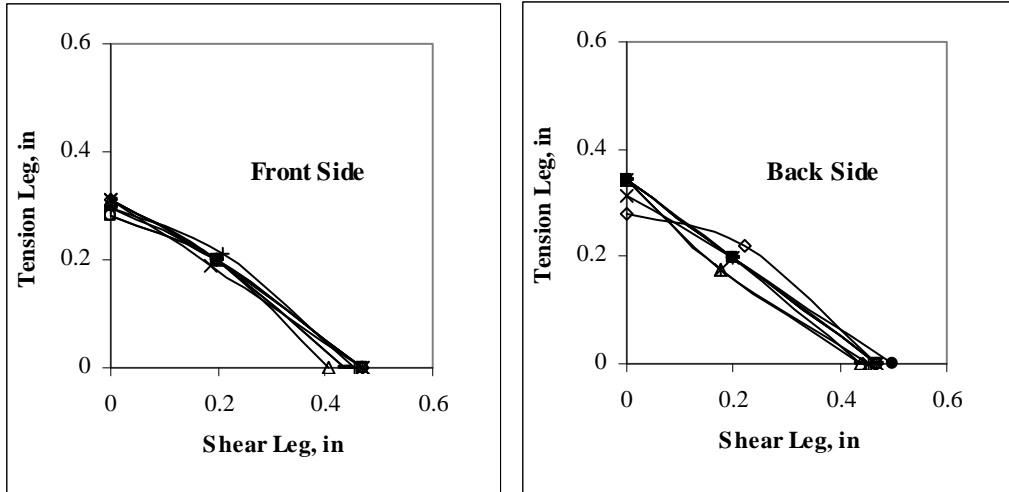 0.6
0.4
Front Side
Tension Leg, in
0.2
0
0 0.2 0.4 0.6
Shear Leg, in
0.6
0.4
Back Side
Tension Leg, in
0.2
0
0 0.2 0.4 0.6
Shear Leg, in